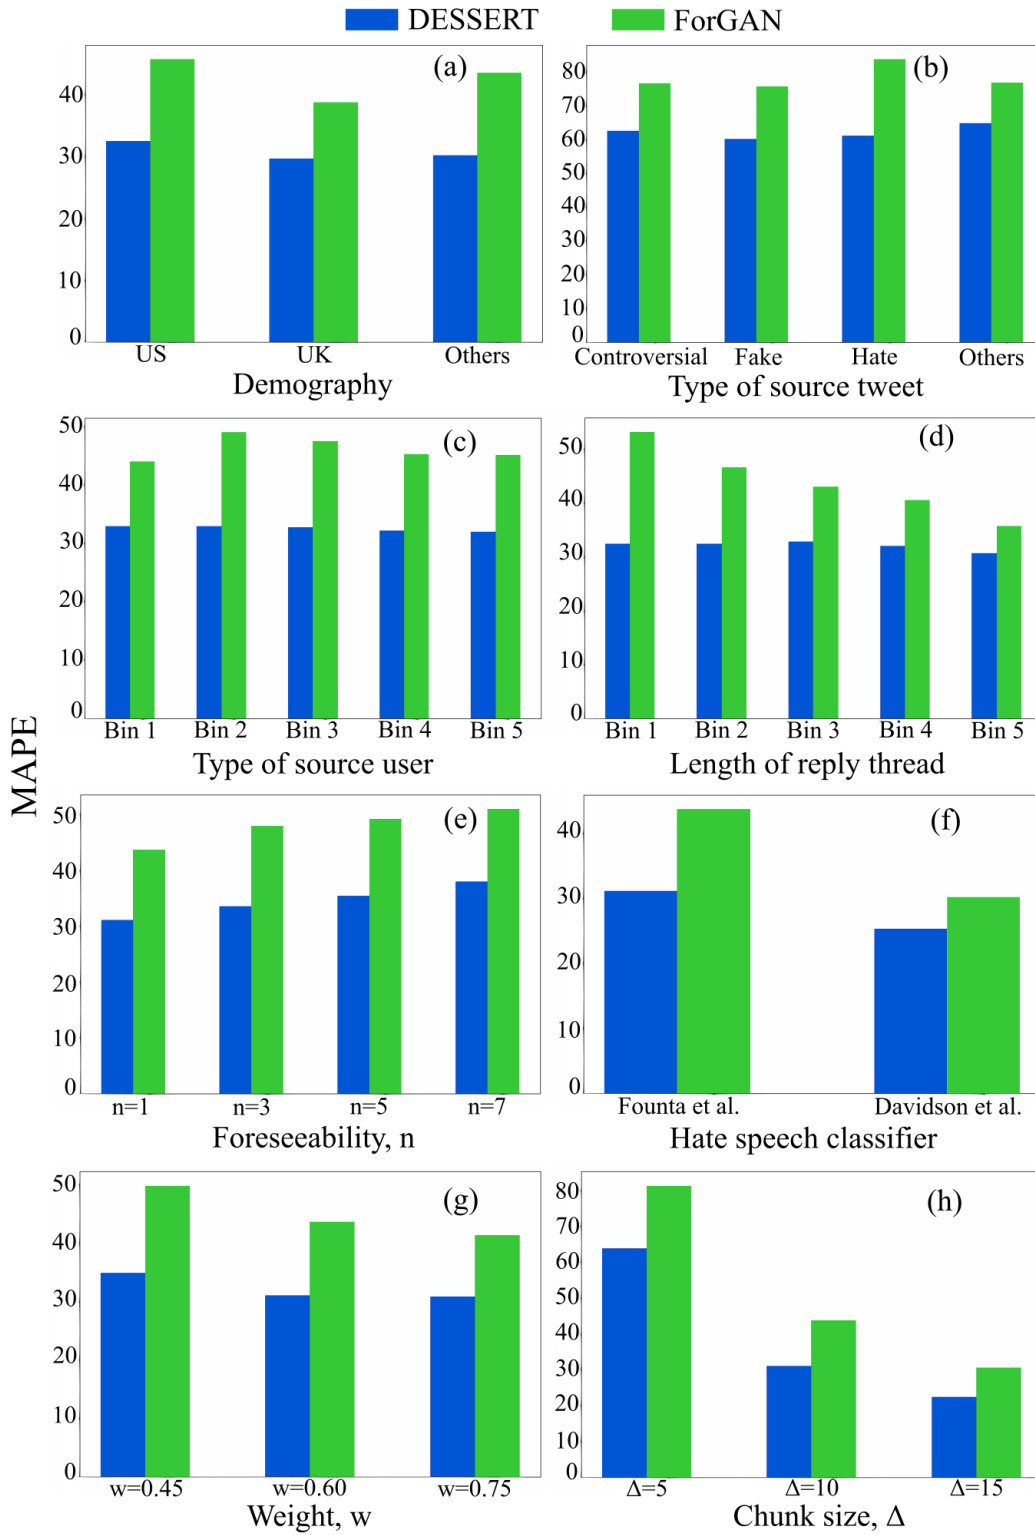 DESSERT ForGAN
MAPE
(a)
40
30
20
10
0
US UK Others
Demography
(b)
80
70
60
50
40
30
20
10
0
Controversial Fake Hate Others
Type of source tweet
(c)
50
40
30
20
10
0
Bin 1 Bin 2 Bin 3 Bin 4 Bin 5
Type of source user
(d)
50
40
30
20
10
0
Bin 1 Bin 2 Bin 3 Bin 4 Bin 5
Length of reply thread
(e)
50
40
30
20
10
0
n=1 n=3 n=5 n=7
Foreseeability, n
(f)
40
30
20
10
0
Founta et al. Davidson et al.
Hate speech classifier
(g)
50
40
30
20
10
0
w=0.45 w=0.60 w=0.75
Weight, w
(h)
80
70
60
50
40
30
20
10
0
Δ=5 Δ=10 Δ=15
Chunk size, Δ